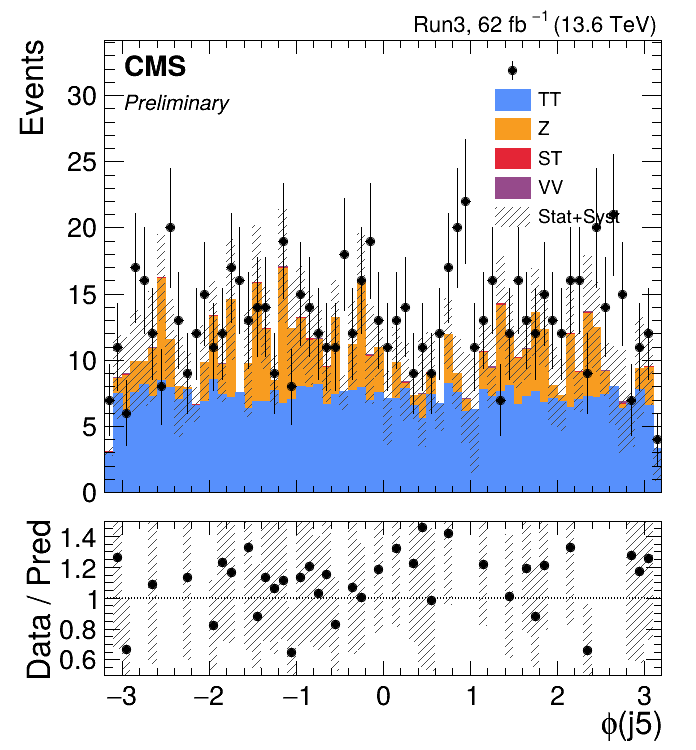 Run3, 62 fb⁻¹ (13.6 TeV)
CMS
Preliminary
Events
30
25
20
15
10
5
0
TT
Z
ST
VV
Stat+Syst
Data / Pred
1.4
1.2
1
0.8
0.6
−3 −2 −1 0 1 2 3
ϕ(j5)